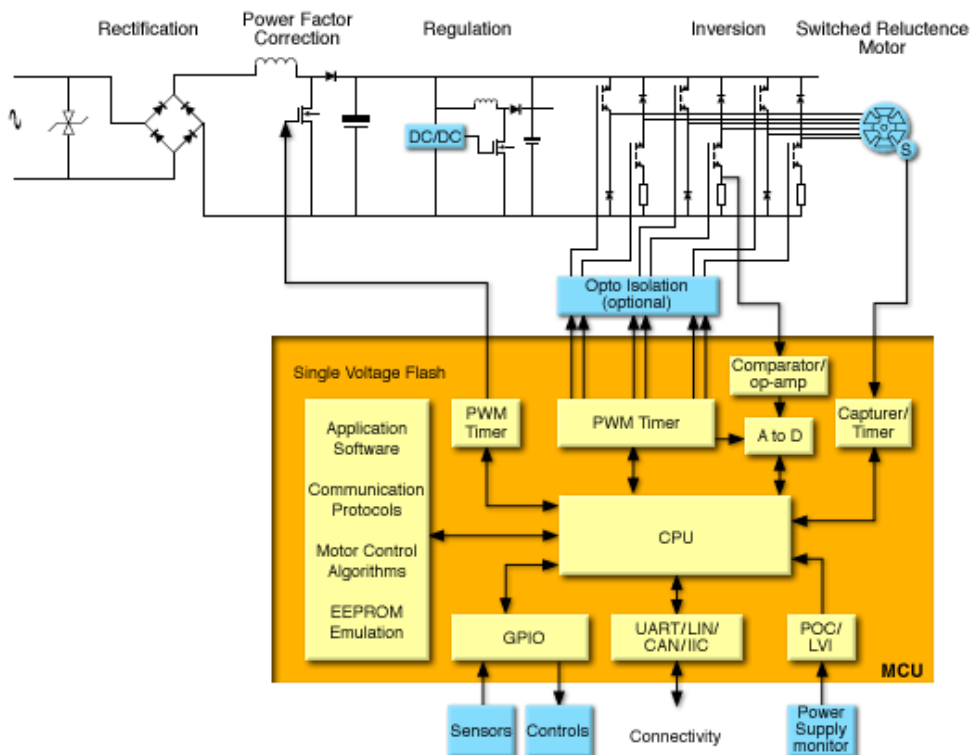 Rectification
Power Factor
Correction
Regulation
Inversion
Switched Reluctence
Motor
DC/DC
S
Opto Isolation
(optional)
Single Voltage Flash
Application
Software
Communication
Protocols
Motor Control
Algorithms
EEPROM
Emulation
PWM
Timer
PWM Timer
Comparator/
op-amp
A to D
Capturer/
Timer
CPU
GPIO
UART/LIN/
CAN/IIC
POC/
LVI
MCU
Sensors
Controls
Connectivity
Power
Supply
monitor